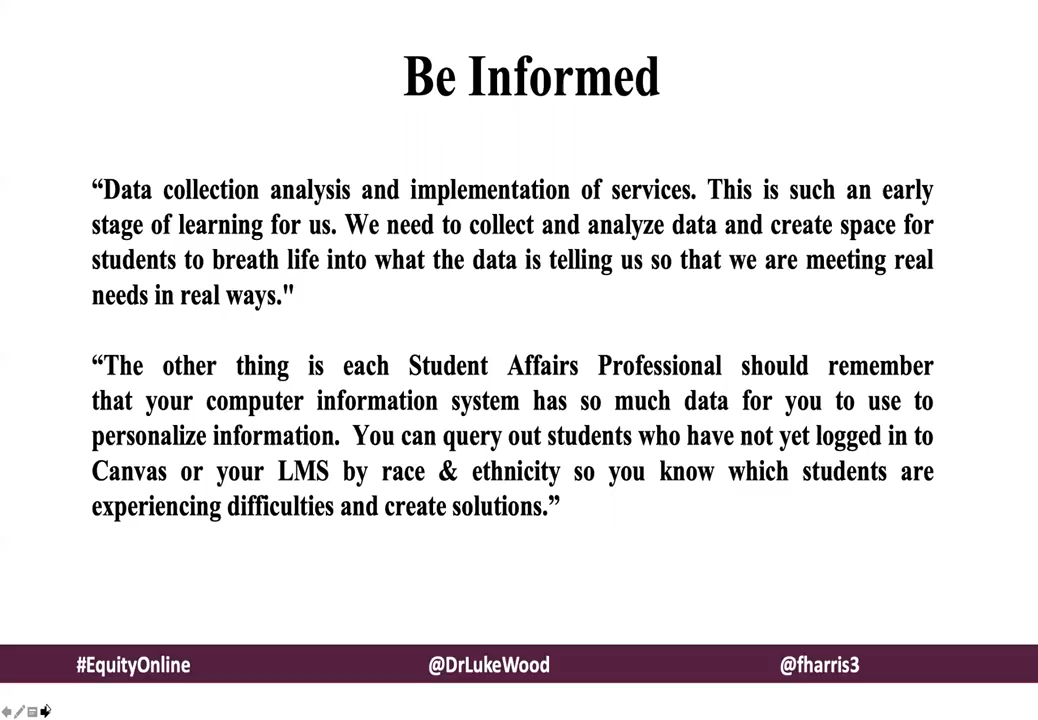 Be Informed
“Data collection analysis and implementation of services. This is such an early
stage of learning for us. We need to collect and analyze data and create space for
students to breath life into what the data is telling us so that we are meeting real
needs in real ways."
“The other thing is each Student Affairs Professional should remember
that your computer information system has so much data for you to use to
personalize information. You can query out students who have not yet logged in to
Canvas or your LMS by race & ethnicity so you know which students are
experiencing difficulties and create solutions.”
#EquityOnline @DrLukeWood @fharris3